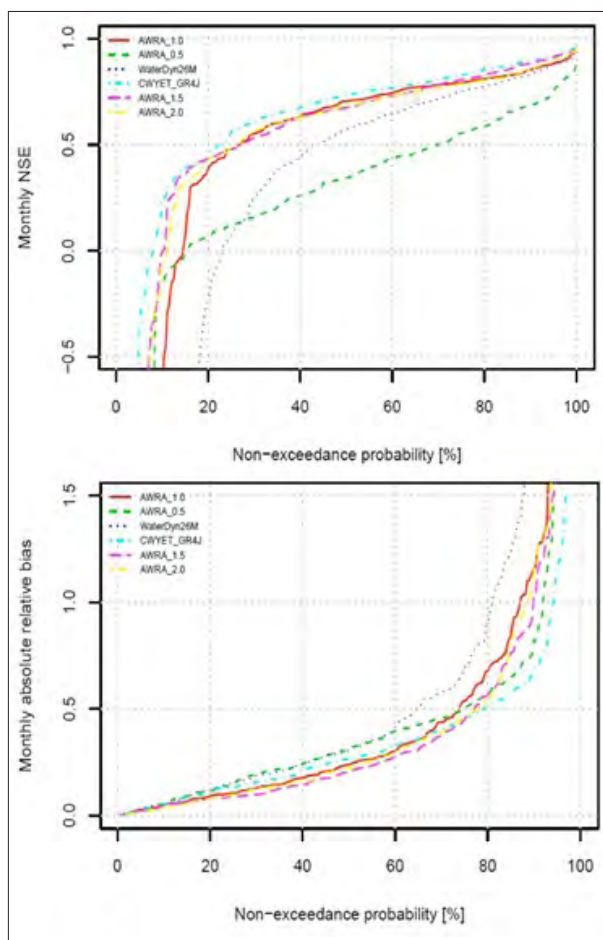 1.0
0.5
0.0
−0.5
Monthly NSE
AWRA_1.0
AWRA_0.5
WaterDyn26M
CWYET_GR4J
AWRA_1.5
AWRA_2.0
0 20 40 60 80 100
Non−exceedance probability [%]
1.5
1.0
0.5
0.0
Monthly absolute relative bias
AWRA_1.0
AWRA_0.5
WaterDyn26M
CWYET_GR4J
AWRA_1.5
AWRA_2.0
0 20 40 60 80 100
Non−exceedance probability [%]